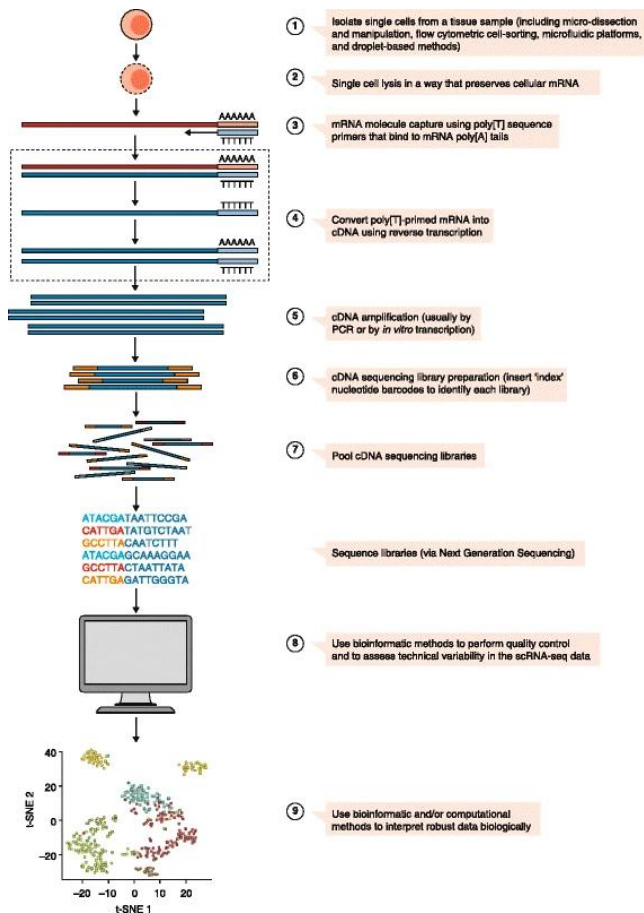 1
Isolate single cells from a tissue sample (including micro-dissection
and manipulation, flow cytometric cell-sorting, microfluidic platforms,
and droplet-based methods)
2
Single cell lysis in a way that preserves cellular mRNA
AAAAAA
TTTTTT
3
mRNA molecule capture using poly[T] sequence
primers that bind to mRNA poly[A] tails
AAAAAA
TTTTTT
TTTTTT
4
Convert poly[T]-primed mRNA into
cDNA using reverse transcription
AAAAAA
TTTTTT
5
cDNA amplification (usually by
PCR or by in vitro transcription)
6
cDNA sequencing library preparation (insert 'index'
nucleotide barcodes to identify each library)
7
Pool cDNA sequencing libraries
ATACGATAATTCCGA
CATTGATATGTCTAAT
GCCTTACAATCTTT
ATACGAGCAAAGGAA
GCCTTACTAATTATA
CATTGAGATTGGGTA
Sequence libraries (via Next Generation Sequencing)
8
Use bioinformatic methods to perform quality control
and to assess technical variability in the scRNA-seq data
40
20
0
−20
t-SNE 2
−20 −10 0 10 20
t-SNE 1
9
Use bioinformatic and/or computational
methods to interpret robust data biologically